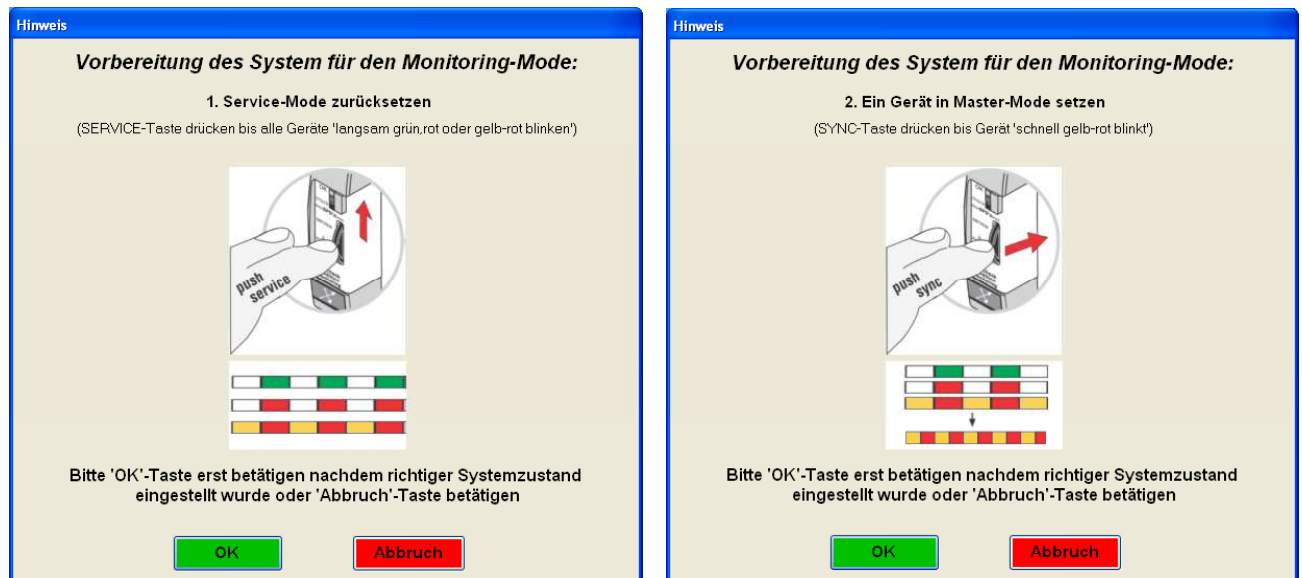 Hinweis
Vorbereitung des System für den Monitoring-Mode:
1. Service-Mode zurücksetzen
(SERVICE-Taste drücken bis alle Geräte 'langsam grün,rot oder gelb-rot blinken')
push
service
Bitte 'OK'-Taste erst betätigen nachdem richtiger Systemzustand
eingestellt wurde oder 'Abbruch'-Taste betätigen
OK
Abbruch
Hinweis
Vorbereitung des System für den Monitoring-Mode:
2. Ein Gerät in Master-Mode setzen
(SYNC-Taste drücken bis Gerät 'schnell gelb-rot blinkt')
push
sync
Bitte 'OK'-Taste erst betätigen nachdem richtiger Systemzustand
eingestellt wurde oder 'Abbruch'-Taste betätigen
OK
Abbruch